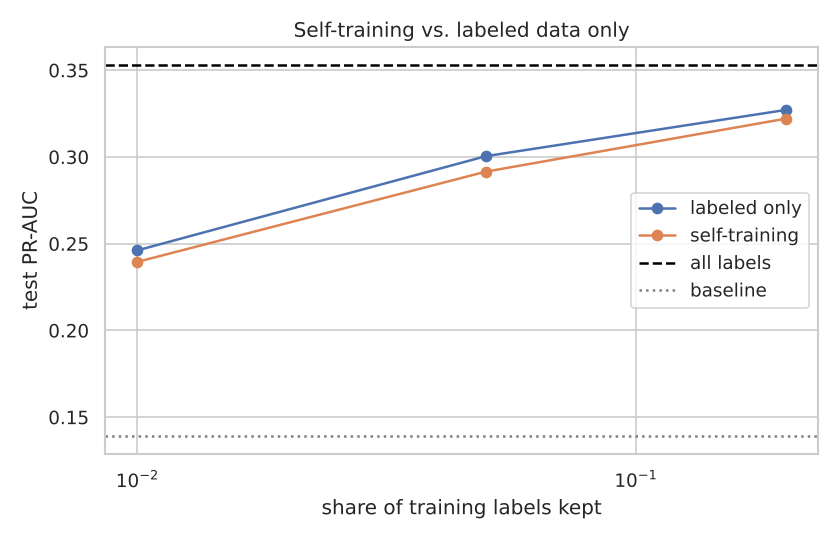 Self-training vs. labeled data only
test PR-AUC
0.35
0.30
0.25
0.20
0.15
labeled only
self-training
all labels
baseline
10⁻²
10⁻¹
share of training labels kept